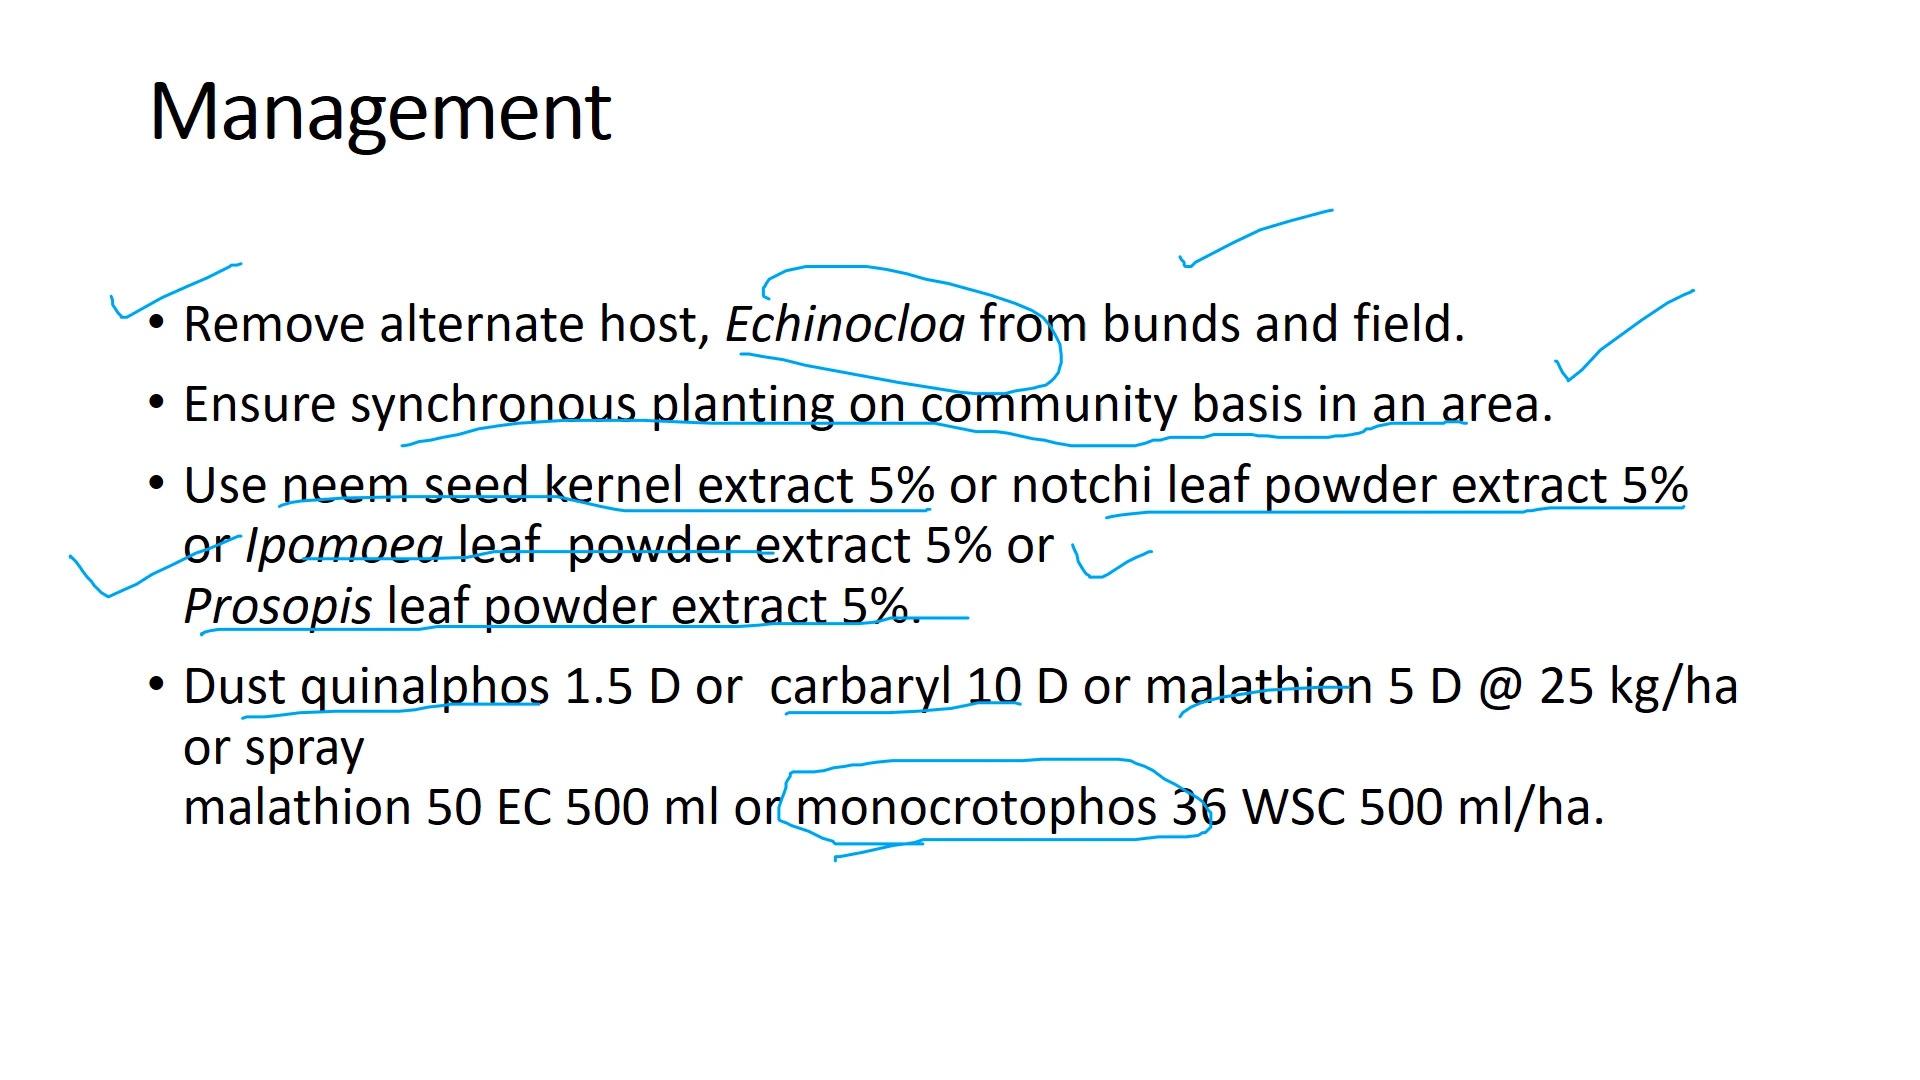 Management
• Remove alternate host, Echinocloa from bunds and field.
• Ensure synchronous planting on community basis in an area.
• Use neem seed kernel extract 5% or notchi leaf powder extract 5%
or Ipomoea leaf  powder extract 5% or
Prosopis leaf powder extract 5%.
• Dust quinalphos 1.5 D or  carbaryl 10 D or malathion 5 D @ 25 kg/ha
or spray
malathion 50 EC 500 ml or monocrotophos 36 WSC 500 ml/ha.